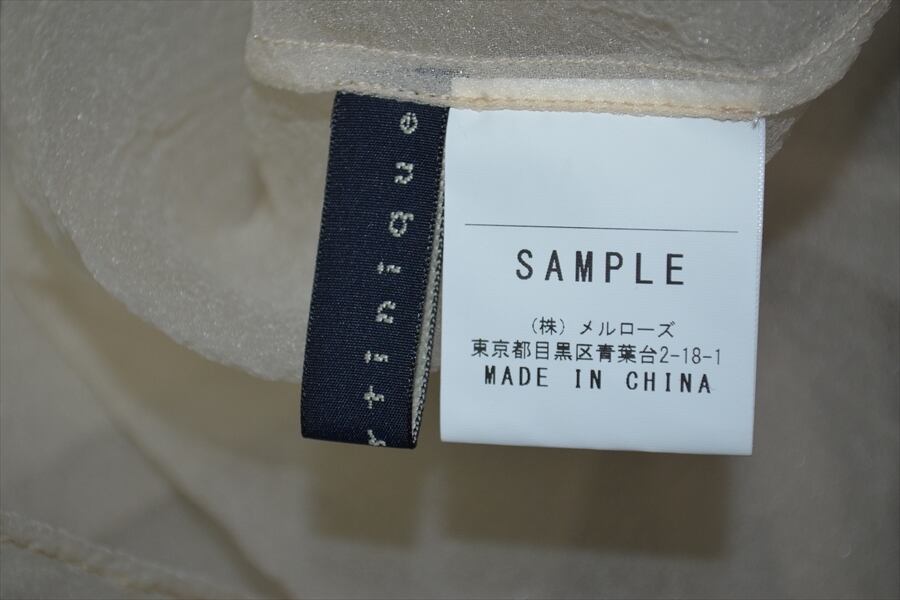 enginity
SAMPLE
(株) メルローズ
東京都目黒区青葉台2-18-1
MADE IN CHINA